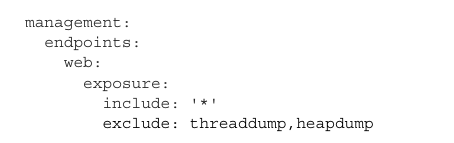 management:
  endpoints:
    web:
      exposure:
        include: '*'
        exclude: threaddump,heapdump